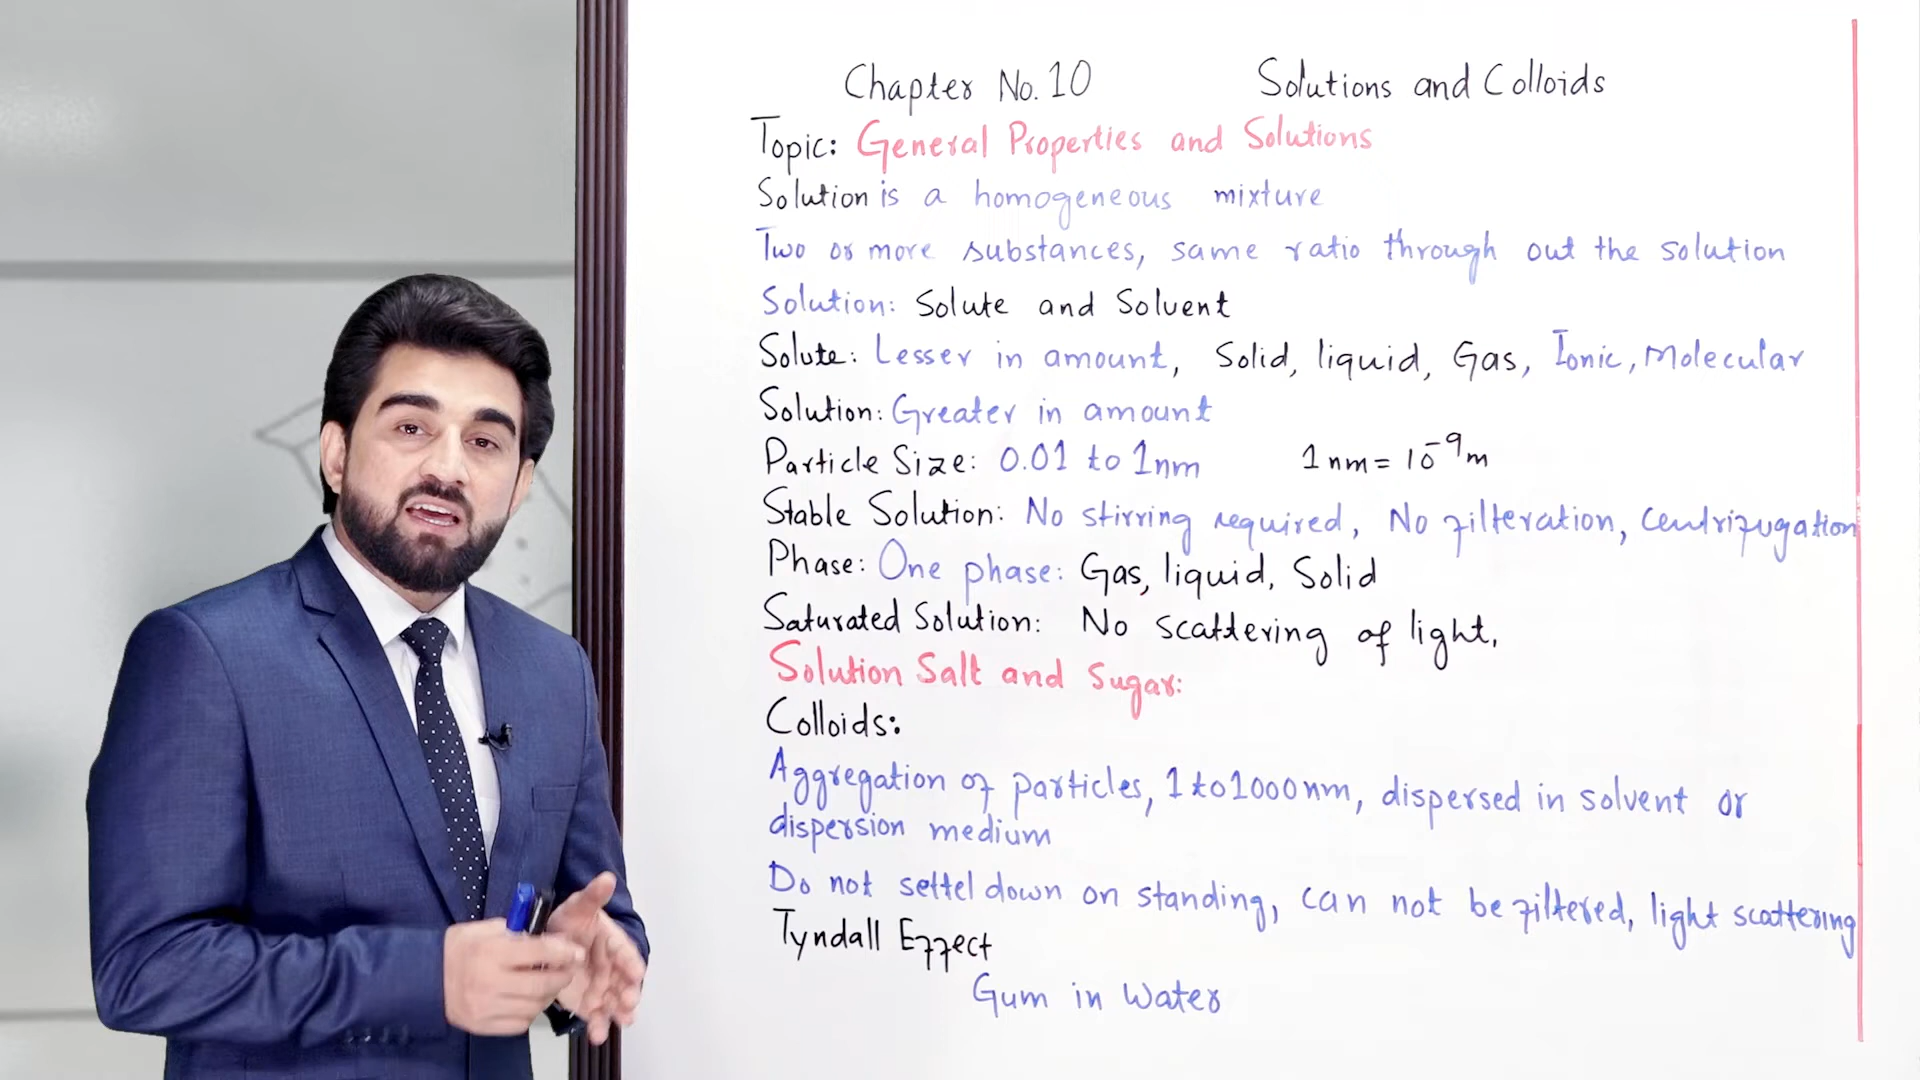 Chapter No. 10 Solutions and Colloids
Topic: General Properties and Solutions
Solution is a homogeneous mixture
Two or more substances, same ratio through out the solution
Solution: Solute and Solvent
Solute: Lesser in amount, Solid, liquid, Gas, Ionic, Molecular
Solution: Greater in amount
Particle Size: 0.01 to 1nm 1nm = 10⁻⁹m
Stable Solution: No stirring required, No filteration, Centrifugation
Phase: One phase: Gas, liquid, Solid
Saturated Solution: No scattering of light.
Solution Salt and Sugar:
Colloids:
Aggregation of particles, 1 to 1000nm, dispersed in solvent or
dispersion medium
Do not settel down on standing, can not be filtered, light scattering
Tyndall Effect
Gum in Water